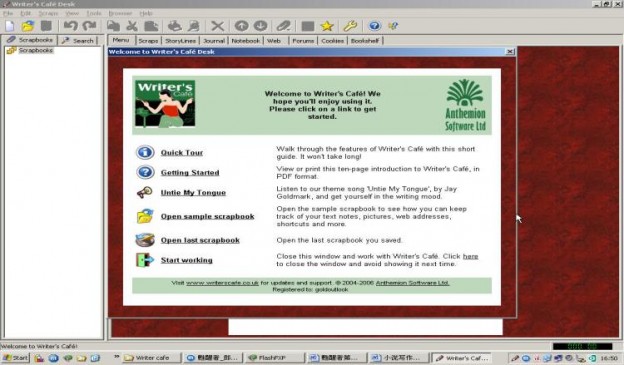 Writer's Café Desk
File Edit Scraps View Tools Bookmarks Window Help
Scrapbooks Search
Menu Scraps StoryLines Journal Notebook Web Forums Cookies Bookshelf
Scrapbooks
Welcome to Writer's Café Desk
Writer's
Café
Welcome to Writer's Café! We
hope you'll enjoy using it.
Please click on a link to get
started.
Anthemion
Software Ltd
Quick Tour
Walk through the features of Writer's Café with this short
guide. It won't take long!
Getting Started
View or print this ten-page introduction to Writer's Café, in
PDF format.
Untie My Tongue
Listen to our theme song 'Untie My Tongue', by Jay
Goldmark, and get yourself in the writing mood.
Open sample scrapbook
Open the sample scrapbook to see how you can keep
track of your text notes, pictures, web addresses,
shortcuts and more.
Open last scrapbook
Open the last scrapbook you saved.
Start working
Close this window and work with Writer's Café. Click here
to close the window and avoid showing it next time.
Visit www.writerscafe.co.uk for updates and support. © 2004-2006 Anthemion Software Ltd.
Registered to: goldoutlook
Welcome to Writer's Café!
Start Writer cafe FlashFXP 小说写作... Writer's Caf... 16:50